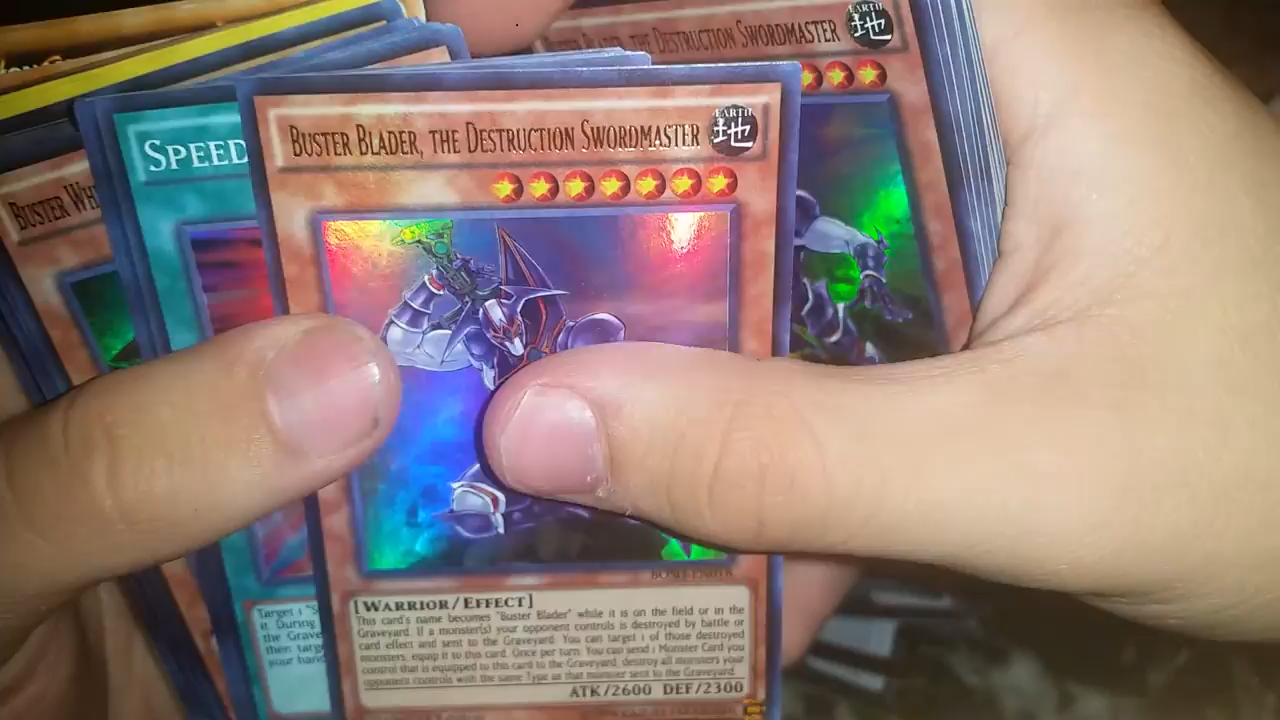 BUSTER BLADER, THE DESTRUCTION SWORDMASTER
EARTH
地
BUSTER BLADER, THE DESTRUCTION SWORDMASTER
EARTH
地
SPEED
BUSTER WH
[WARRIOR/EFFECT]
This card's name becomes "Buster Blader" while it is on the field or in the
Graveyard. If a monster(s) your opponent controls is destroyed by battle or
card effect and sent to the Graveyard: You can target 1 of those destroyed
monsters; equip it to this card. Once per turn: You can send 1 Monster Card you
control that is equipped to this card to the Graveyard; destroy all monsters your
opponent controls with the same Type as that monster sent to the Graveyard.
ATK/2600 DEF/2300
Target 1 "S
it. During
the Grave
then targ
your hand